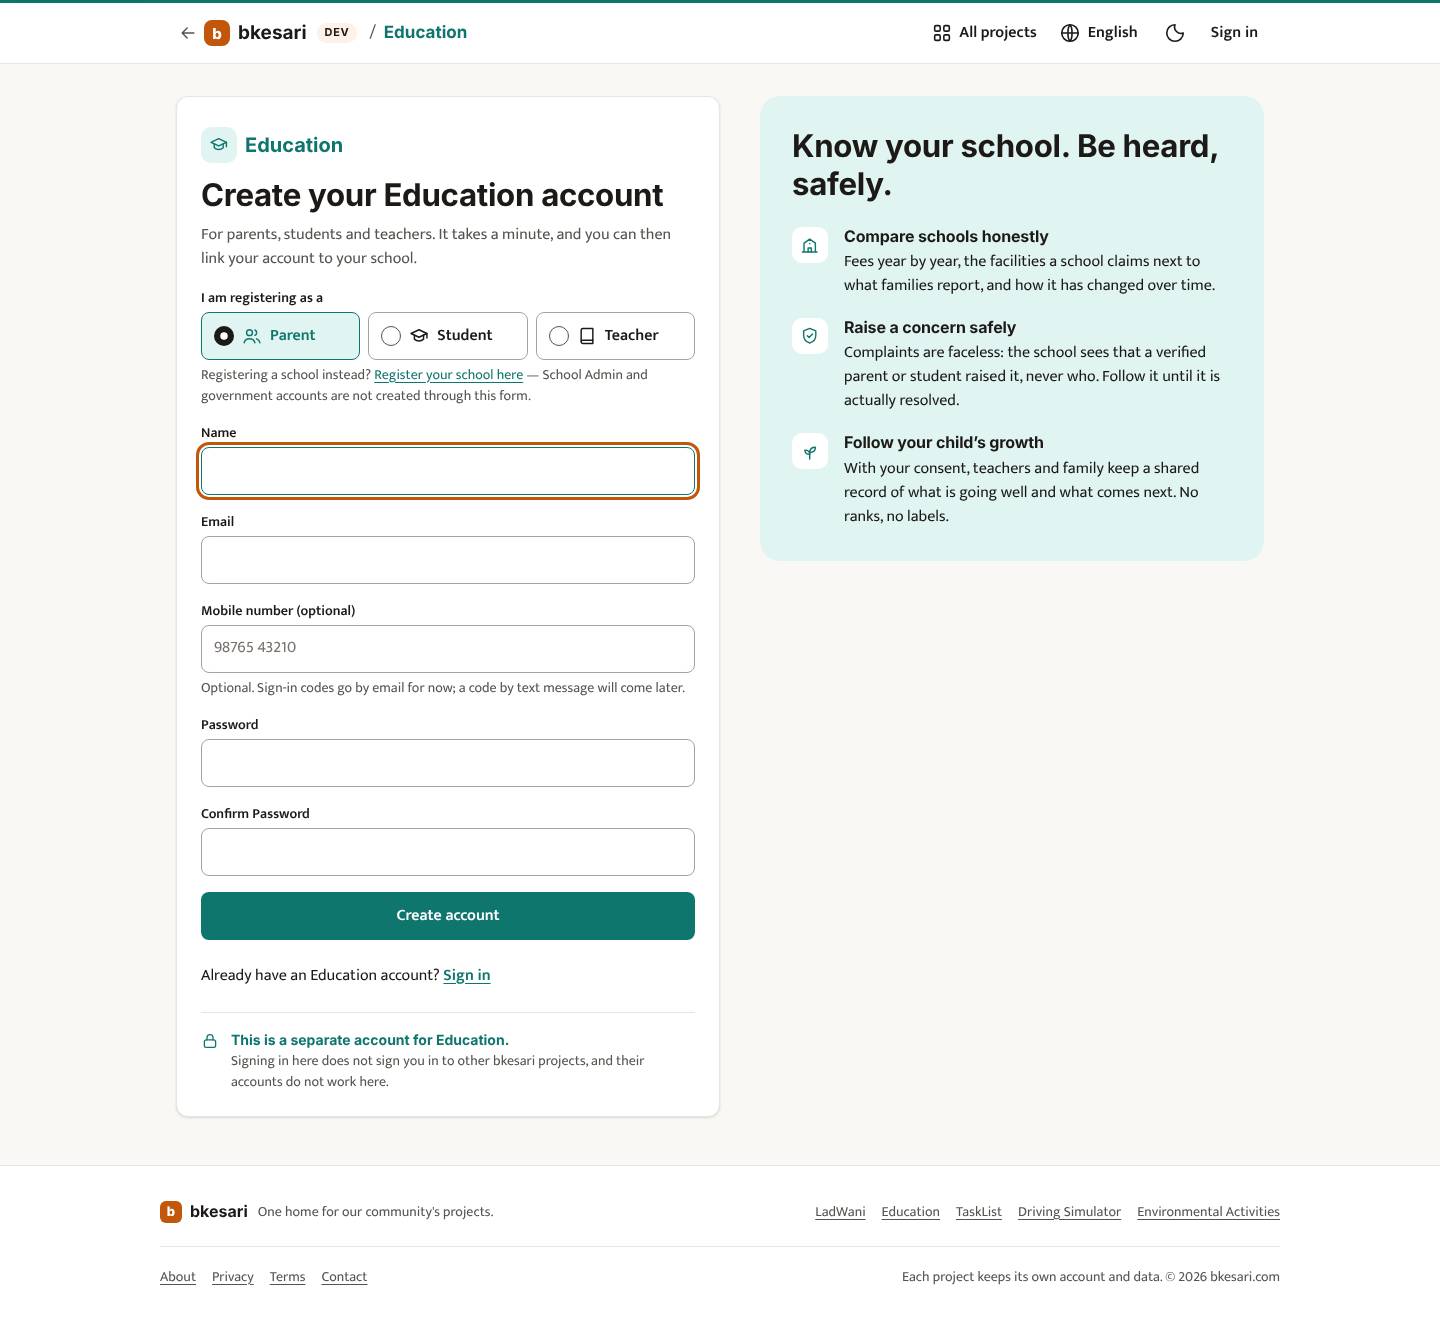 b bkesari DEV / Education
All projects English Sign in
Education
Create your Education account
For parents, students and teachers. It takes a minute, and you can then
link your account to your school.
I am registering as a
Parent Student Teacher
Registering a school instead? Register your school here — School Admin and
government accounts are not created through this form.
Name
Email
Mobile number (optional)
98765 43210
Optional. Sign-in codes go by email for now; a code by text message will come later.
Password
Confirm Password
Create account
Already have an Education account? Sign in
This is a separate account for Education.
Signing in here does not sign you in to other bkesari projects, and their
accounts do not work here.
Know your school. Be heard,
safely.
Compare schools honestly
Fees year by year, the facilities a school claims next to
what families report, and how it has changed over time.
Raise a concern safely
Complaints are faceless: the school sees that a verified
parent or student raised it, never who. Follow it until it is
actually resolved.
Follow your child’s growth
With your consent, teachers and family keep a shared
record of what is going well and what comes next. No
ranks, no labels.
b bkesari One home for our community's projects.
LadWani Education TaskList Driving Simulator Environmental Activities
About Privacy Terms Contact
Each project keeps its own account and data. © 2026 bkesari.com